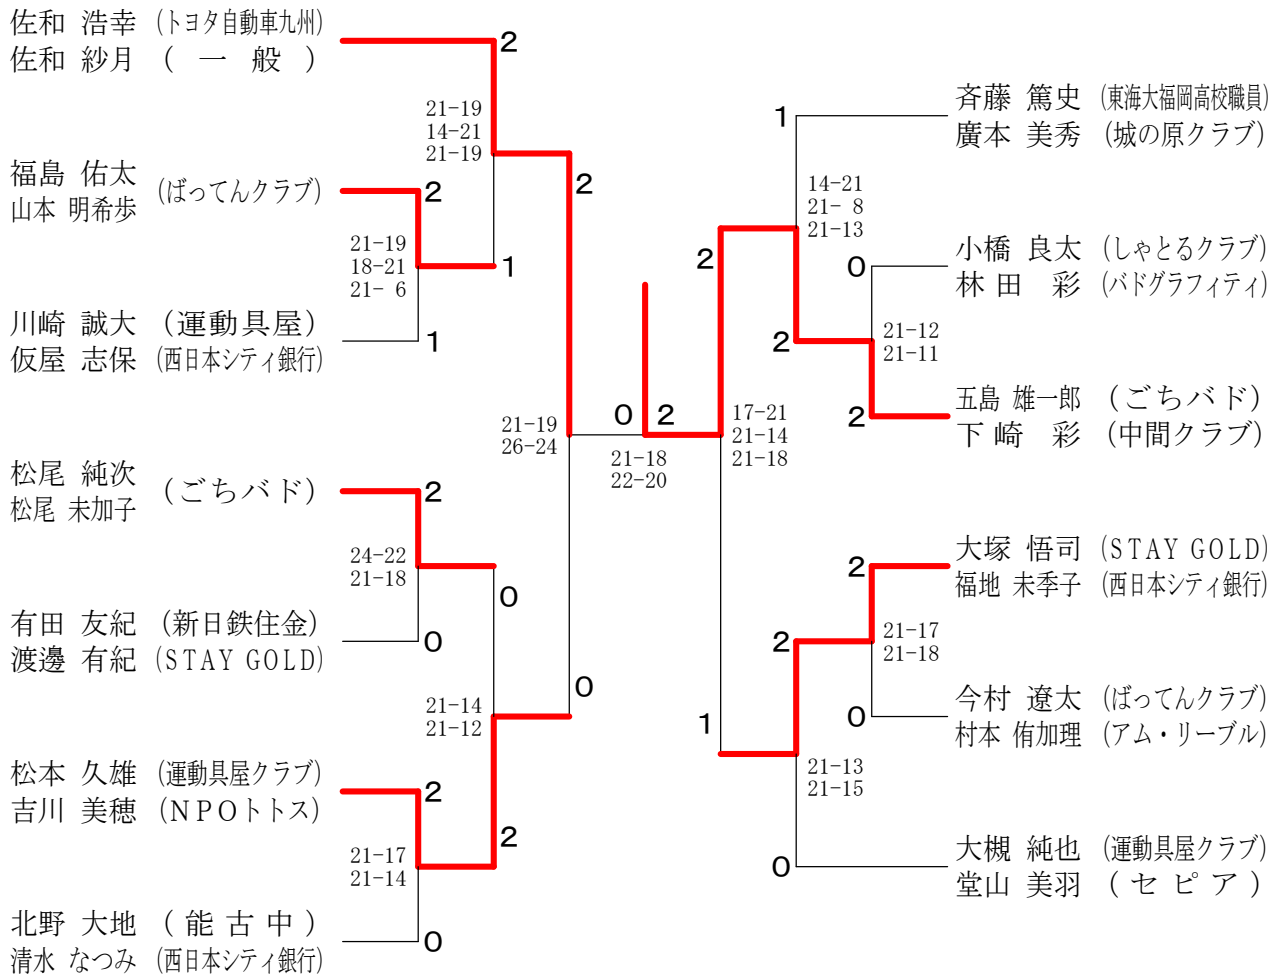 佐和 浩幸 (トヨタ自動車九州)
佐和 紗月 (一般)
2
21-19
14-21
21-19
福島 佑太
山本 明希歩
(ばってんクラブ)
2
21-19
18-21
21- 6
1
川崎 誠大 (運動具屋)
仮屋 志保 (西日本シティ銀行)
1
2
21-19
26-24
松尾 純次
松尾 未加子
(ごちバド)
2
24-22
21-18
0
有田 友紀 (新日鉄住金)
渡邊 有紀 (STAY GOLD)
0
21-14
21-12
0
松本 久雄 (運動具屋クラブ)
吉川 美穂 (NPOトトス)
2
21-17
21-14
2
北野 大地 (能古中)
清水 なつみ (西日本シティ銀行)
0
0 2
21-18
22-20
斉藤 篤史 (東海大福岡高校職員)
廣本 美秀 (城の原クラブ)
1
14-21
21- 8
21-13
2
小橋 良太 (しゃとるクラブ)
林田 彩 (バドグラフィティ)
0
21-12
21-11
2
五島 雄一郎 (ごちバド)
下崎 彩 (中間クラブ)
2
17-21
21-14
21-18
大塚 悟司 (STAY GOLD)
福地 未季子 (西日本シティ銀行)
2
21-17
21-18
2
今村 遼太 (ばってんクラブ)
村本 侑加理 (アム・リーブル)
0
1
21-13
21-15
大槻 純也 (運動具屋クラブ)
堂山 美羽 (セピア)
0